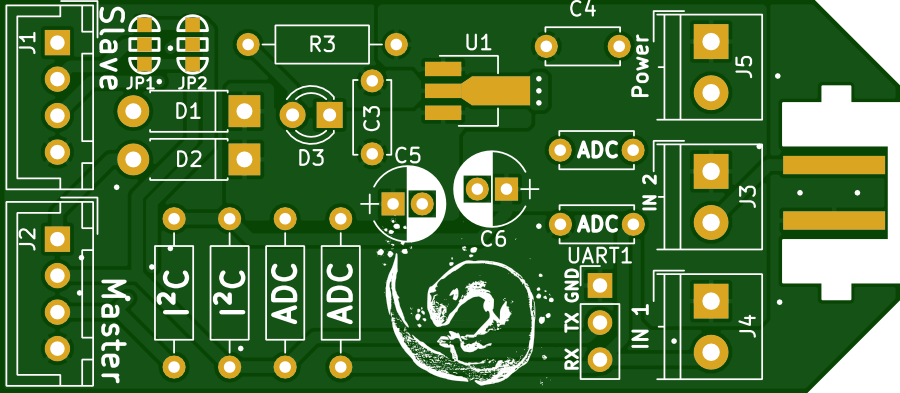 J1
Slave
JP1
JP2
R3
U1
C4
Power
J5
D1
D2
D3
C3
C5
C6
ADC
ADC
IN 2
J3
J2
Master
I²C
I²C
ADC
ADC
UART1
GND
TX
RX
IN 1
J4